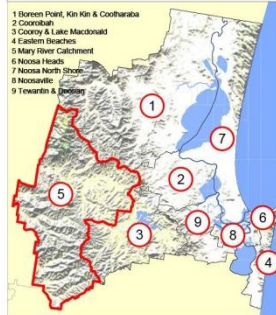 1 Boreen Point, Kin Kin & Cootharaba
2 Cooroibah
3 Cooroy & Lake Macdonald
4 Eastern Beaches
5 Mary River Catchment
6 Noosa Heads
7 Noosa North Shore
8 Noosaville
9 Tewantin & Doonan
1
7
2
5
6
9
3
8
4